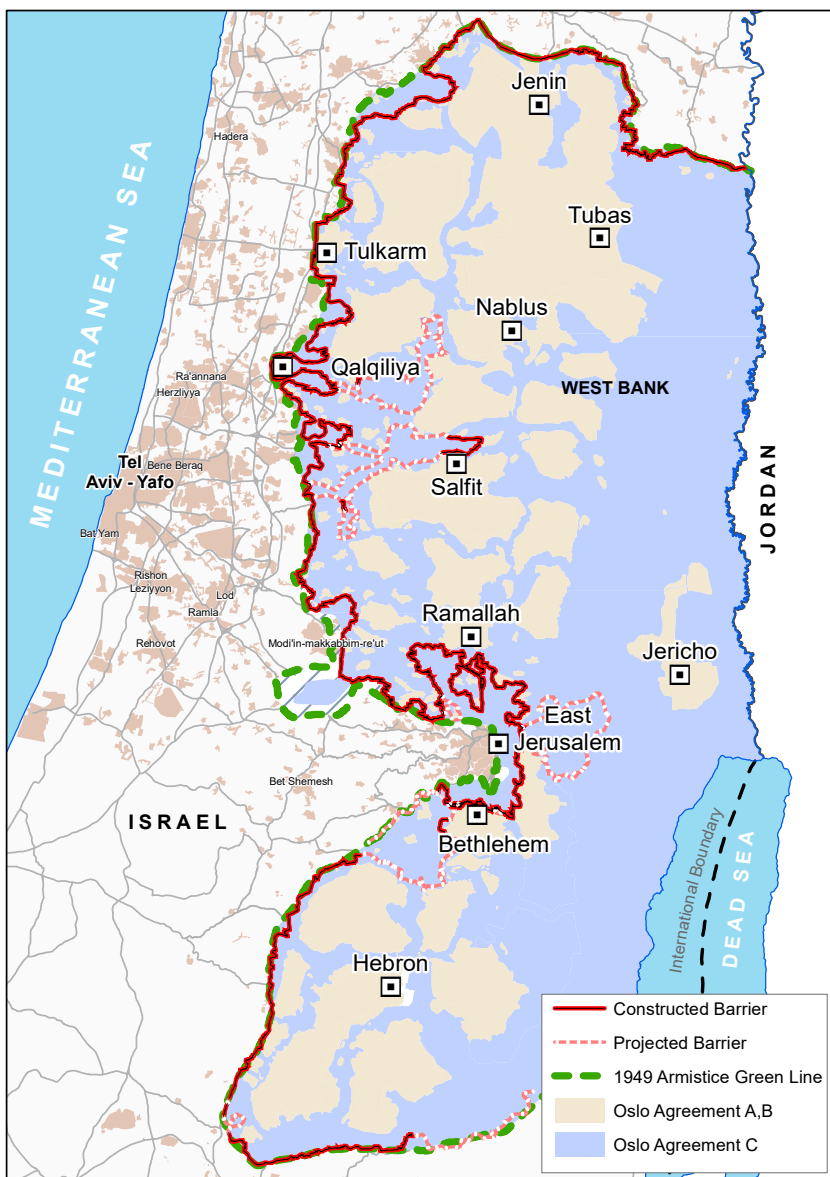 Jenin
Hadera
MEDITERRANEAN SEA
Tubas
Tulkarm
Nablus
Qalqiliya
Ra'annana
Herzliyya
WEST BANK
Tel
Aviv - Yafo
Bene Beraq
Salfit
JORDAN
Bat Yam
Rishon
Leziyyon
Lod
Ramla
Ramallah
Rehovot
Modi'in-makkabbim-re'ut
Jericho
East
Jerusalem
Bet Shemesh
ISRAEL
Bethlehem
International Boundary
DEAD SEA
Hebron
Constructed Barrier
Projected Barrier
1949 Armistice Green Line
Oslo Agreement A,B
Oslo Agreement C